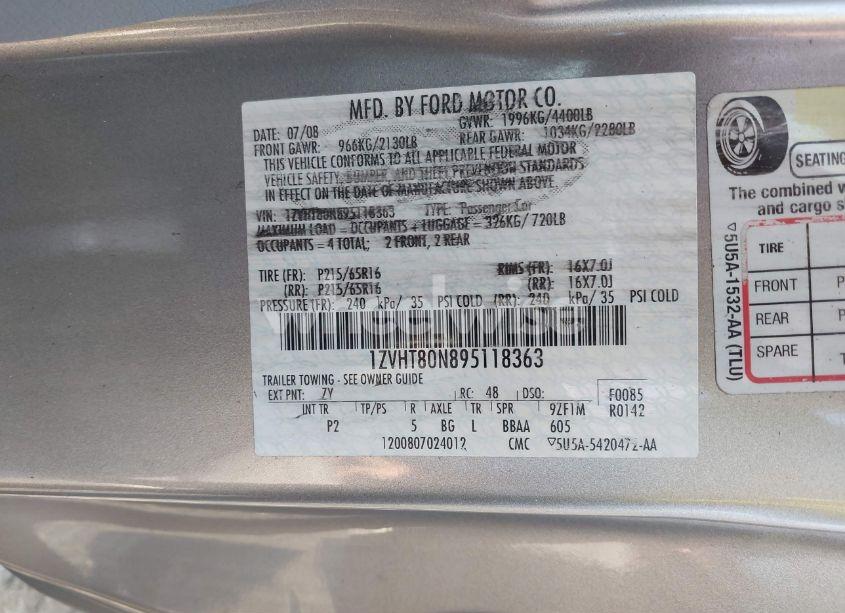 MFD. BY FORD MOTOR CO.
DATE: 07/08 GVWR: 1996KG/4400LB
FRONT GAWR: 966KG/2130LB REAR GAWR: 1034KG/2280LB
THIS VEHICLE CONFORMS TO ALL APPLICABLE FEDERAL MOTOR
VEHICLE SAFETY, BUMPER, AND THEFT PREVENTION STANDARDS
IN EFFECT ON THE DATE OF MANUFACTURE SHOWN ABOVE.
VIN: 1ZVHT80N895118363 TYPE: Passenger Car
MAXIMUM LOAD = OCCUPANTS + LUGGAGE = 326KG/720LB
OCCUPANTS = 4 TOTAL; 2 FRONT, 2 REAR
TIRE (FR): P215/65R16 RIMS (FR): 16X7.0J
(RR): P215/65R16 (RR): 16X7.0J
PRESSURE (FR): 240 kPa/ 35 PSI COLD (RR): 240 kPa/ 35 PSI COLD
1ZVHT80N895118363
TRAILER TOWING - SEE OWNER GUIDE
EXT PNT: ZY RC: 48 DSO: F0085
INT TR TP/PS R AXLE TR SPR 9ZF1M R0142
P2 5 BG L BBAA 605
1200807024012 CMC ▽5U5A-5420472-AA
SEATING
The combined
and cargo
TIRE
FRONT P
REAR P
SPARE
▽5U5A-1532-AA (TLU)